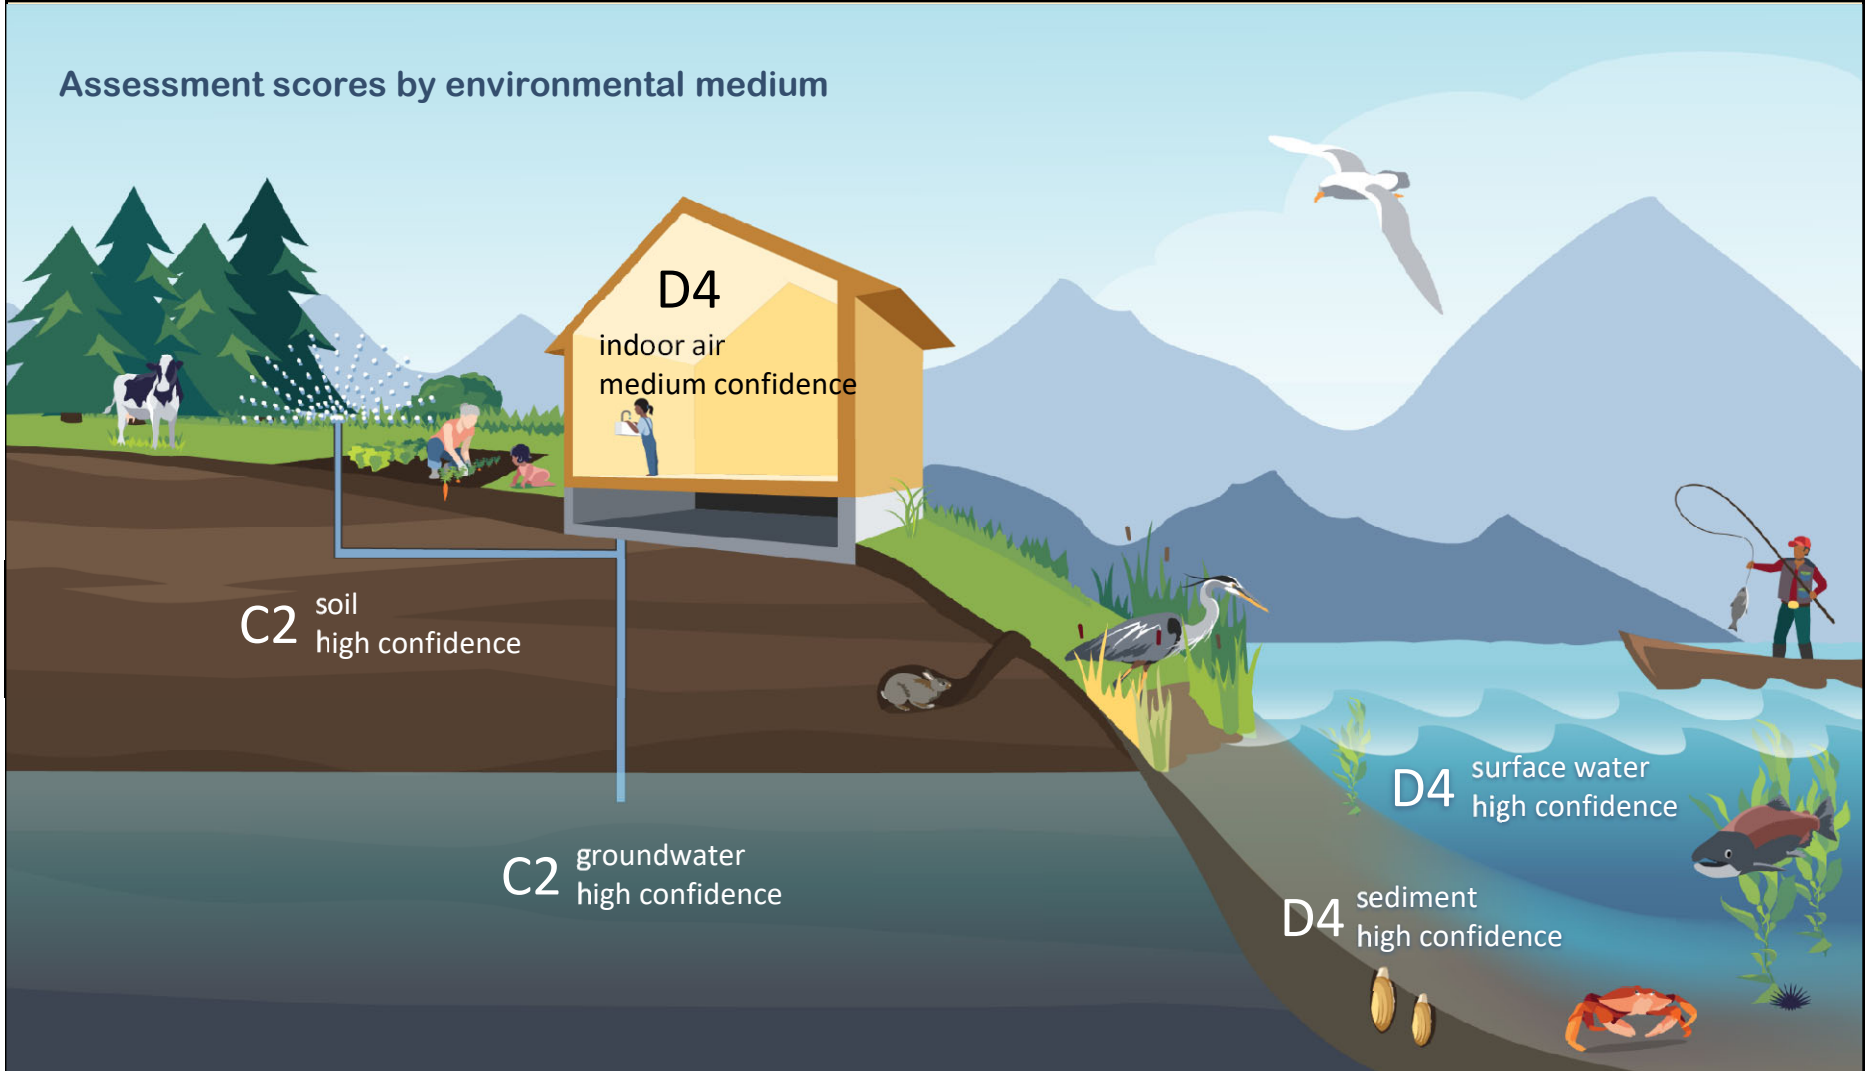 Assessment scores by environmental medium
D4
indoor air
medium confidence
C2
soil
high confidence
C2
groundwater
high confidence
D4
surface water
high confidence
D4
sediment
high confidence